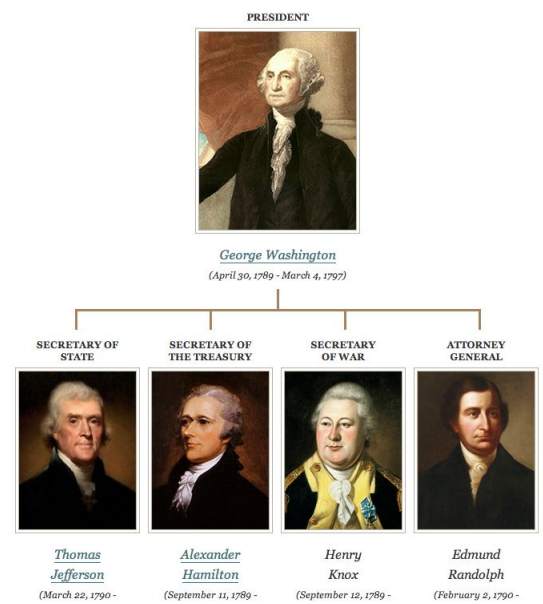 PRESIDENT
George Washington
(April 30, 1789 - March 4, 1797)
SECRETARY OF
STATE
SECRETARY OF
THE TREASURY
SECRETARY
OF WAR
ATTORNEY
GENERAL
Thomas
Jefferson
(March 22, 1790 -
Alexander
Hamilton
(September 11, 1789 -
Henry
Knox
(September 12, 1789 -
Edmund
Randolph
(February 2, 1790 -